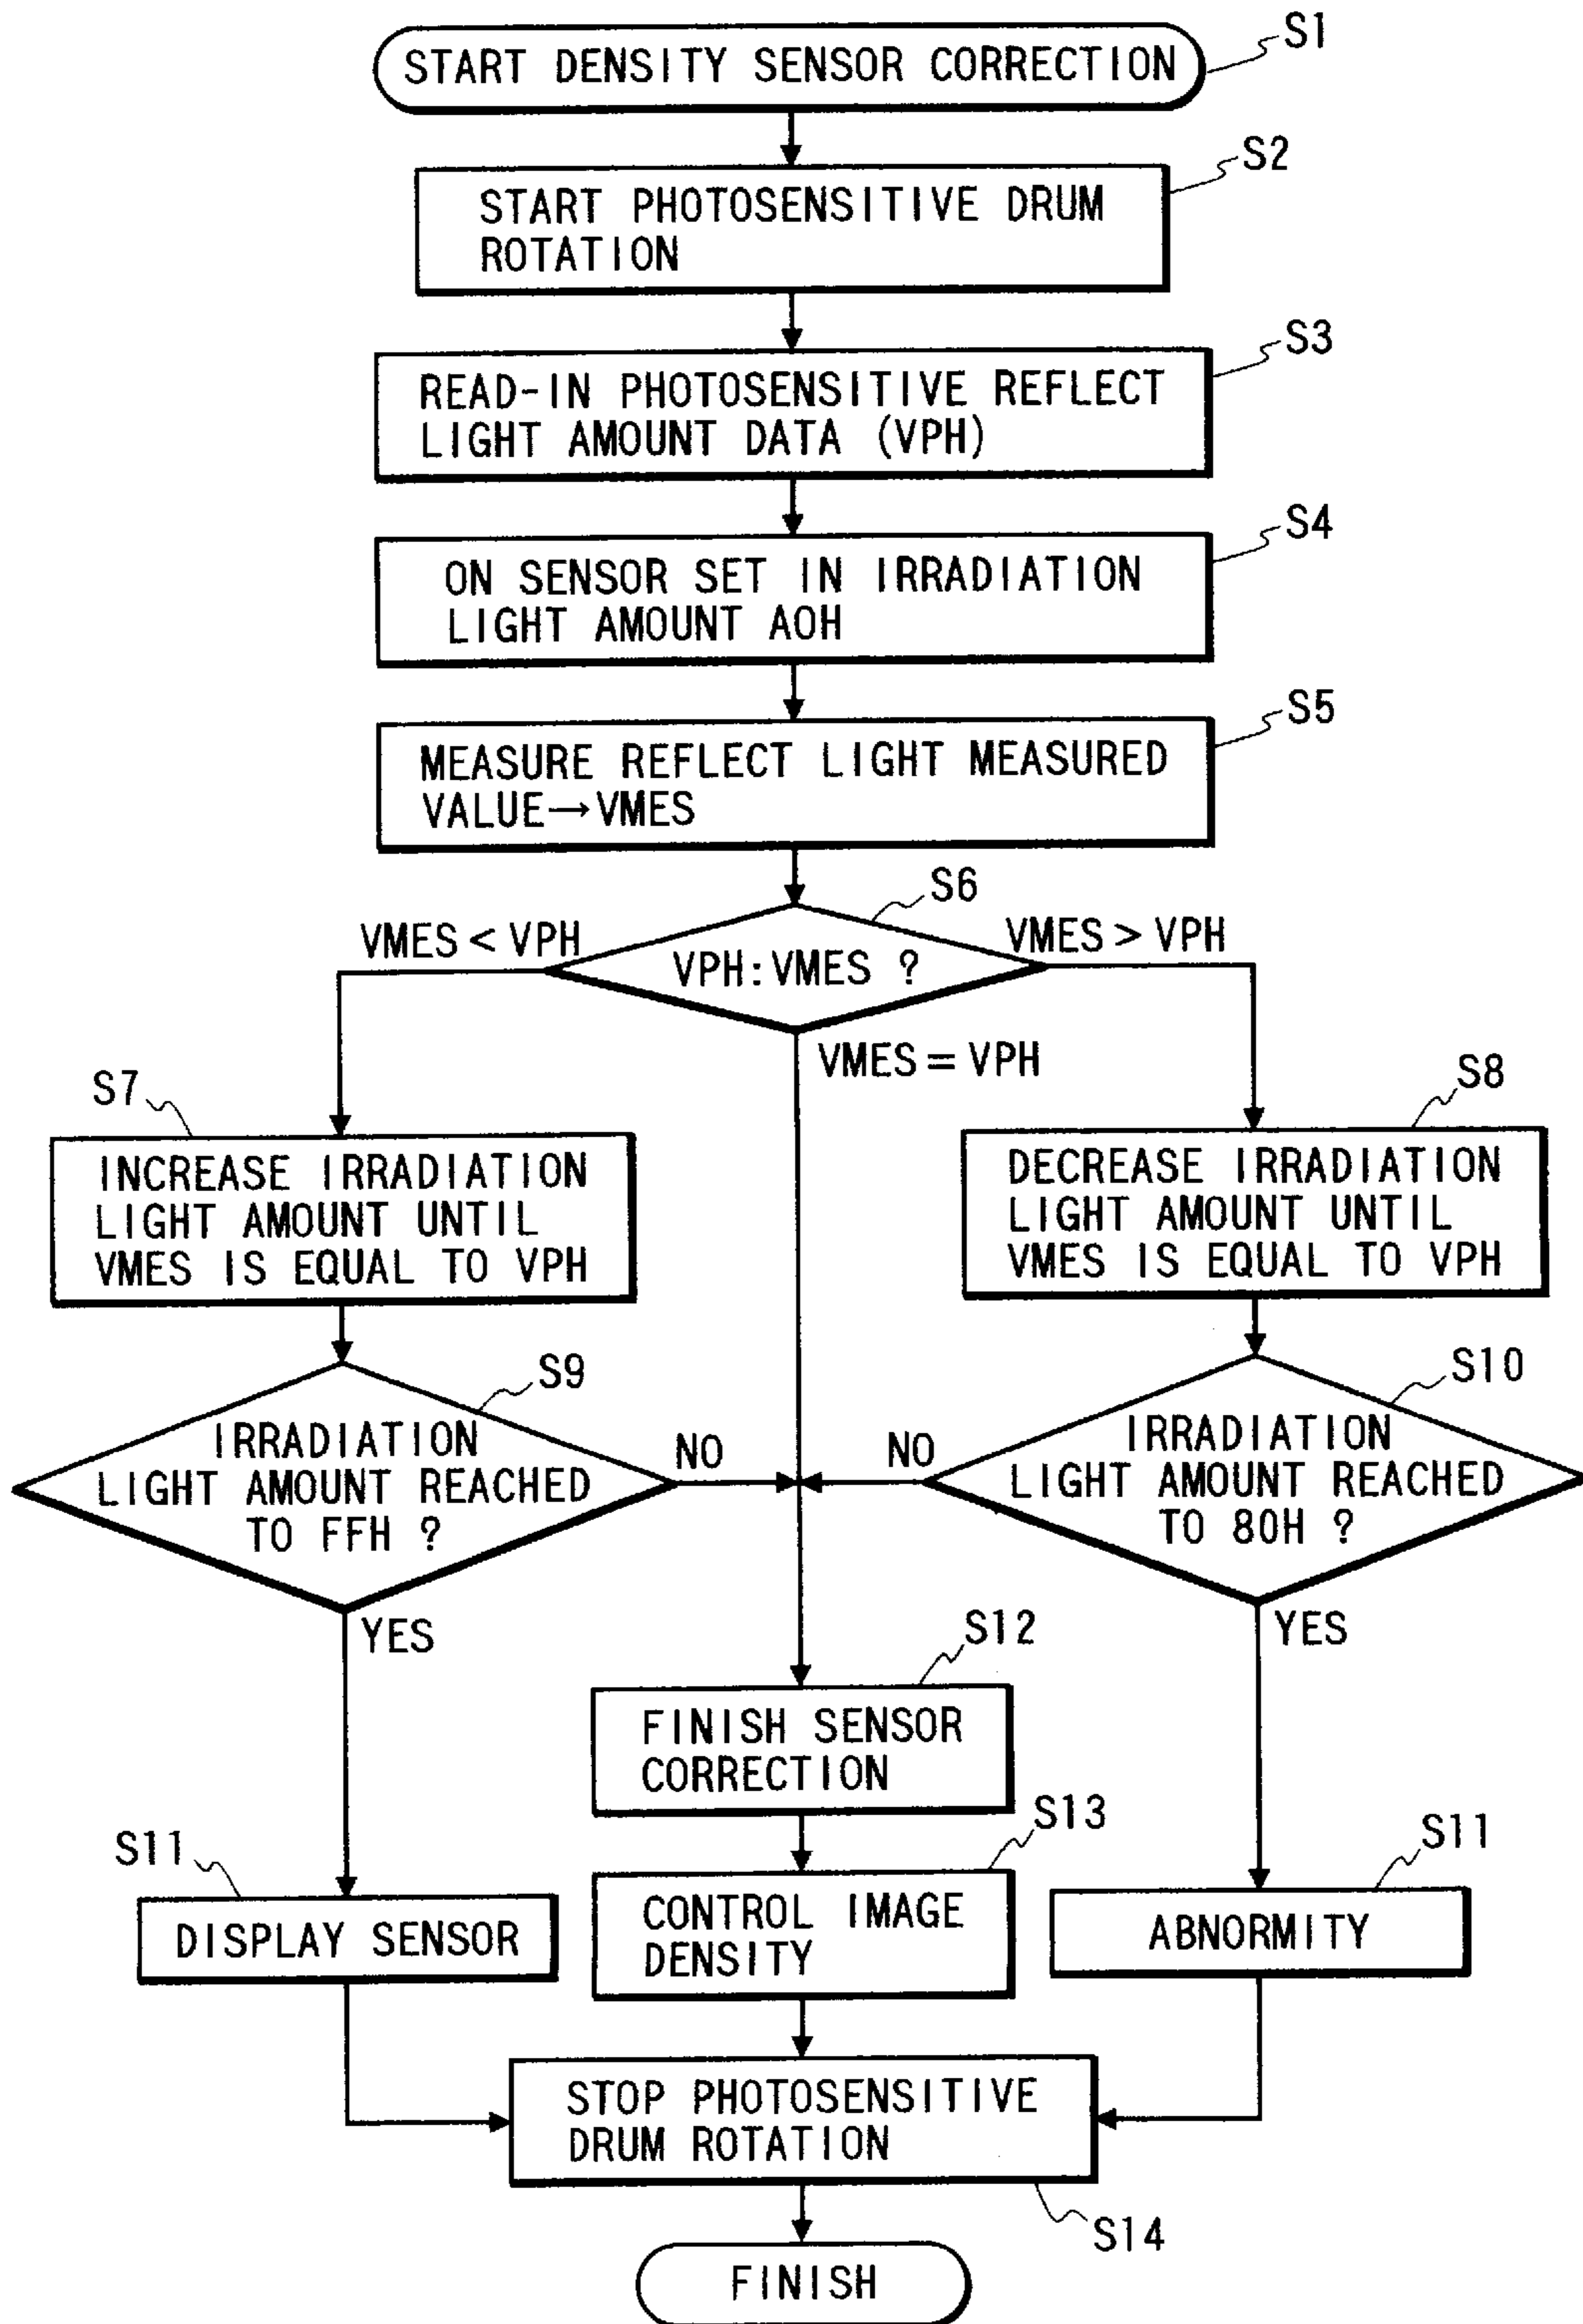 START DENSITY SENSOR CORRECTION
S1
START PHOTOSENSITIVE DRUM
ROTATION
S2
READ-IN PHOTOSENSITIVE REFLECT
LIGHT AMOUNT DATA (VPH)
S3
ON SENSOR SET IN IRRADIATION
LIGHT AMOUNT AOH
S4
MEASURE REFLECT LIGHT MEASURED
VALUE→VMES
S5
S6
VMES < VPH
VPH:VMES ?
VMES > VPH
VMES = VPH
S7
INCREASE IRRADIATION
LIGHT AMOUNT UNTIL
VMES IS EQUAL TO VPH
S8
DECREASE IRRADIATION
LIGHT AMOUNT UNTIL
VMES IS EQUAL TO VPH
S9
IRRADIATION
LIGHT AMOUNT REACHED
TO FFH ?
NO
YES
S10
IRRADIATION
LIGHT AMOUNT REACHED
TO 80H ?
NO
YES
S12
FINISH SENSOR
CORRECTION
S11
DISPLAY SENSOR
S13
CONTROL IMAGE
DENSITY
S11
ABNORMITY
STOP PHOTOSENSITIVE
DRUM ROTATION
S14
FINISH